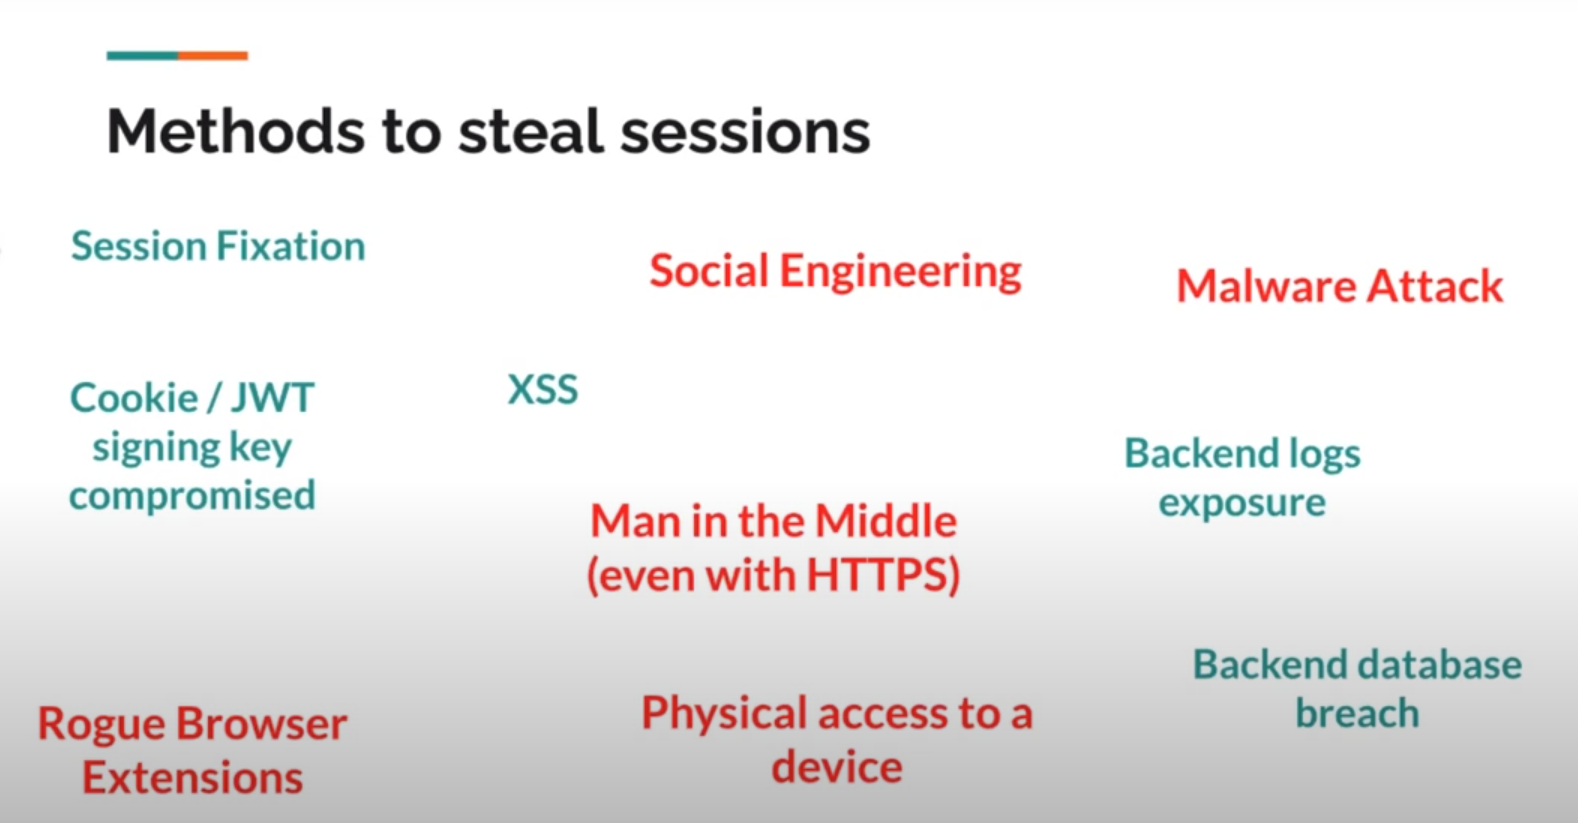 Methods to steal sessions
Session Fixation
Social Engineering
Malware Attack
Cookie / JWT
signing key
compromised
XSS
Backend logs
exposure
Man in the Middle
(even with HTTPS)
Backend database
breach
Rogue Browser
Extensions
Physical access to a
device